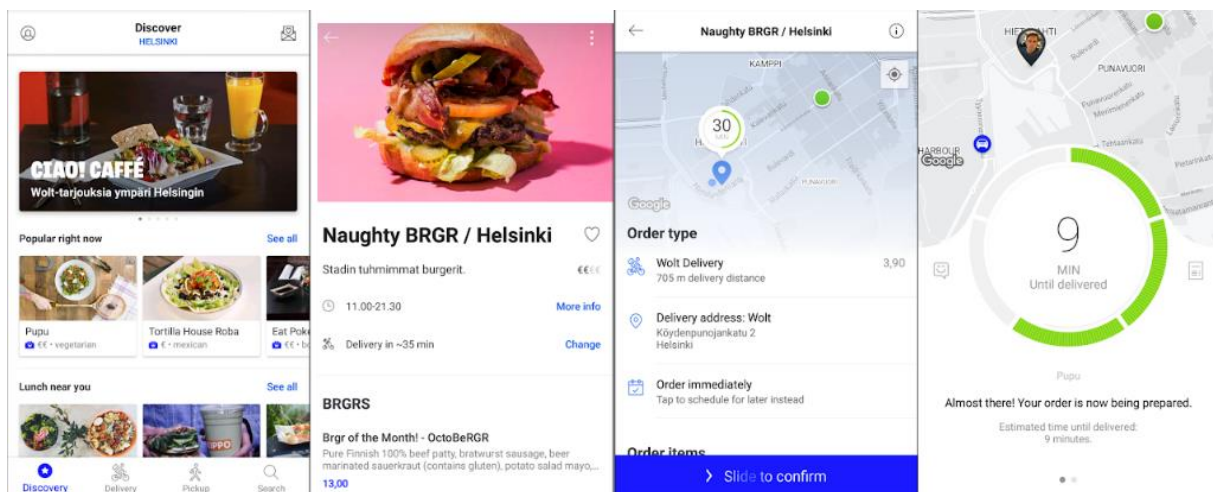 Discover
HELSINKI
CIAO! CAFFÉ
Wolt-tarjouksia ympäri Helsingin
Popular right now
See all
Pupu
€€ • vegetarian
Tortilla House Roba
€ • mexican
Eat Poke
€€ •
Lunch near you
See all
Discovery
Delivery
Pickup
Search
Naughty BRGR / Helsinki
Stadin tuhmimmat burgerit.
€€€€
11.00-21.30
More info
Delivery in ~35 min
Change
BRGRS
Brgr of the Month! - OctoBeRGR
Pure Finnish 100% beef patty, bratwurst sausage, beer
marinated sauerkraut (contains gluten), potato salad mayo,...
13,00
Naughty BRGR / Helsinki
KAMPPI
30
MIN
PUNAVUORI
Google
Order type
Wolt Delivery
3,90
705 m delivery distance
Delivery address: Wolt
Köydenpunojankatu 2
Helsinki
Order immediately
Tap to schedule for later instead
Order items
Slide to confirm
PUNAVUORI
HARBOUR
Google
9
MIN
Until delivered
Pupu
Almost there! Your order is now being prepared.
Estimated time until delivered:
9 minutes.